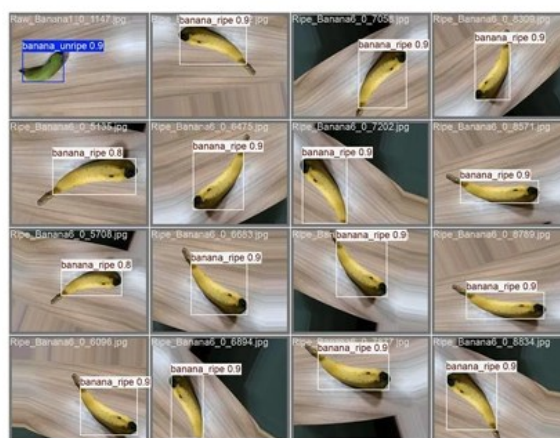 Raw_Banana1_0_1147.jpg
banana_unripe 0.9
banana_ripe 0.9
Ripe_Banana6_0_7058.jpg
banana_ripe 0.9
Ripe_Banana6_0_8309.jpg
banana_ripe 0.9
Ripe_Banana6_0_5135.jpg
banana_ripe 0.8
Ripe_Banana6_0_6475.jpg
banana_ripe 0.9
Ripe_Banana6_0_7202.jpg
banana_ripe 0.9
Ripe_Banana6_0_8571.jpg
banana_ripe 0.9
Ripe_Banana6_0_5708.jpg
banana_ripe 0.8
Ripe_Banana6_0_6683.jpg
banana_ripe 0.9
banana_ripe 0.9
Ripe_Banana6_0_8789.jpg
banana_ripe 0.9
Ripe_Banana6_0_6096.jpg
banana_ripe 0.9
Ripe_Banana6_0_6894.jpg
banana_ripe 0.9
banana_ripe 0.9
Ripe_Banana6_0_8834.jpg
banana_ripe 0.9